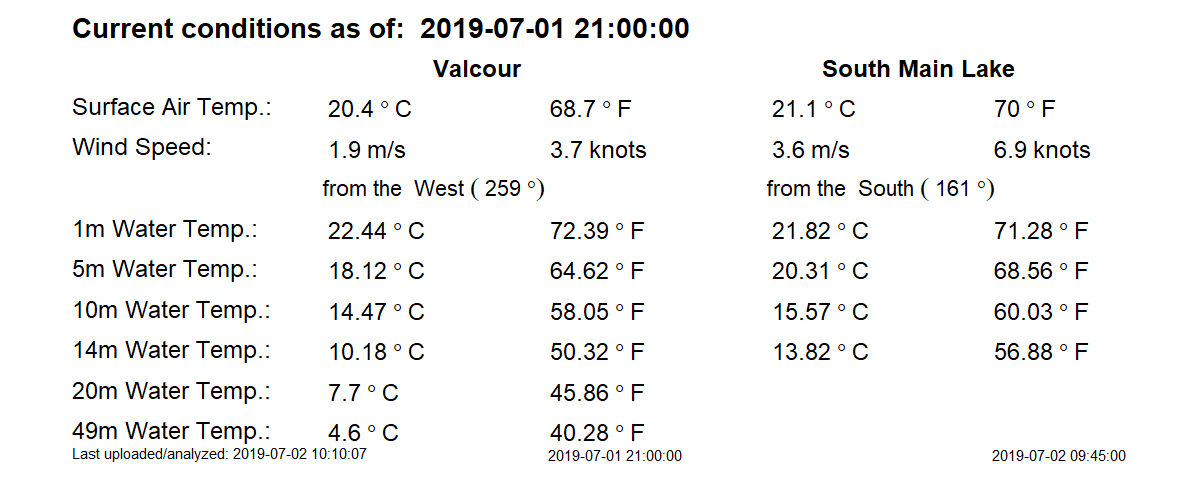 Current conditions as of: 2019-07-01 21:00:00
Valcour South Main Lake
Surface Air Temp.: 20.4 ° C 68.7 ° F 21.1 ° C 70 ° F
Wind Speed: 1.9 m/s 3.7 knots 3.6 m/s 6.9 knots
from the West ( 259 °) from the South ( 161 °)
1m Water Temp.: 22.44 ° C 72.39 ° F 21.82 ° C 71.28 ° F
5m Water Temp.: 18.12 ° C 64.62 ° F 20.31 ° C 68.56 ° F
10m Water Temp.: 14.47 ° C 58.05 ° F 15.57 ° C 60.03 ° F
14m Water Temp.: 10.18 ° C 50.32 ° F 13.82 ° C 56.88 ° F
20m Water Temp.: 7.7 ° C 45.86 ° F
49m Water Temp.: 4.6 ° C 40.28 ° F
Last uploaded/analyzed: 2019-07-02 10:10:07 2019-07-01 21:00:00 2019-07-02 09:45:00